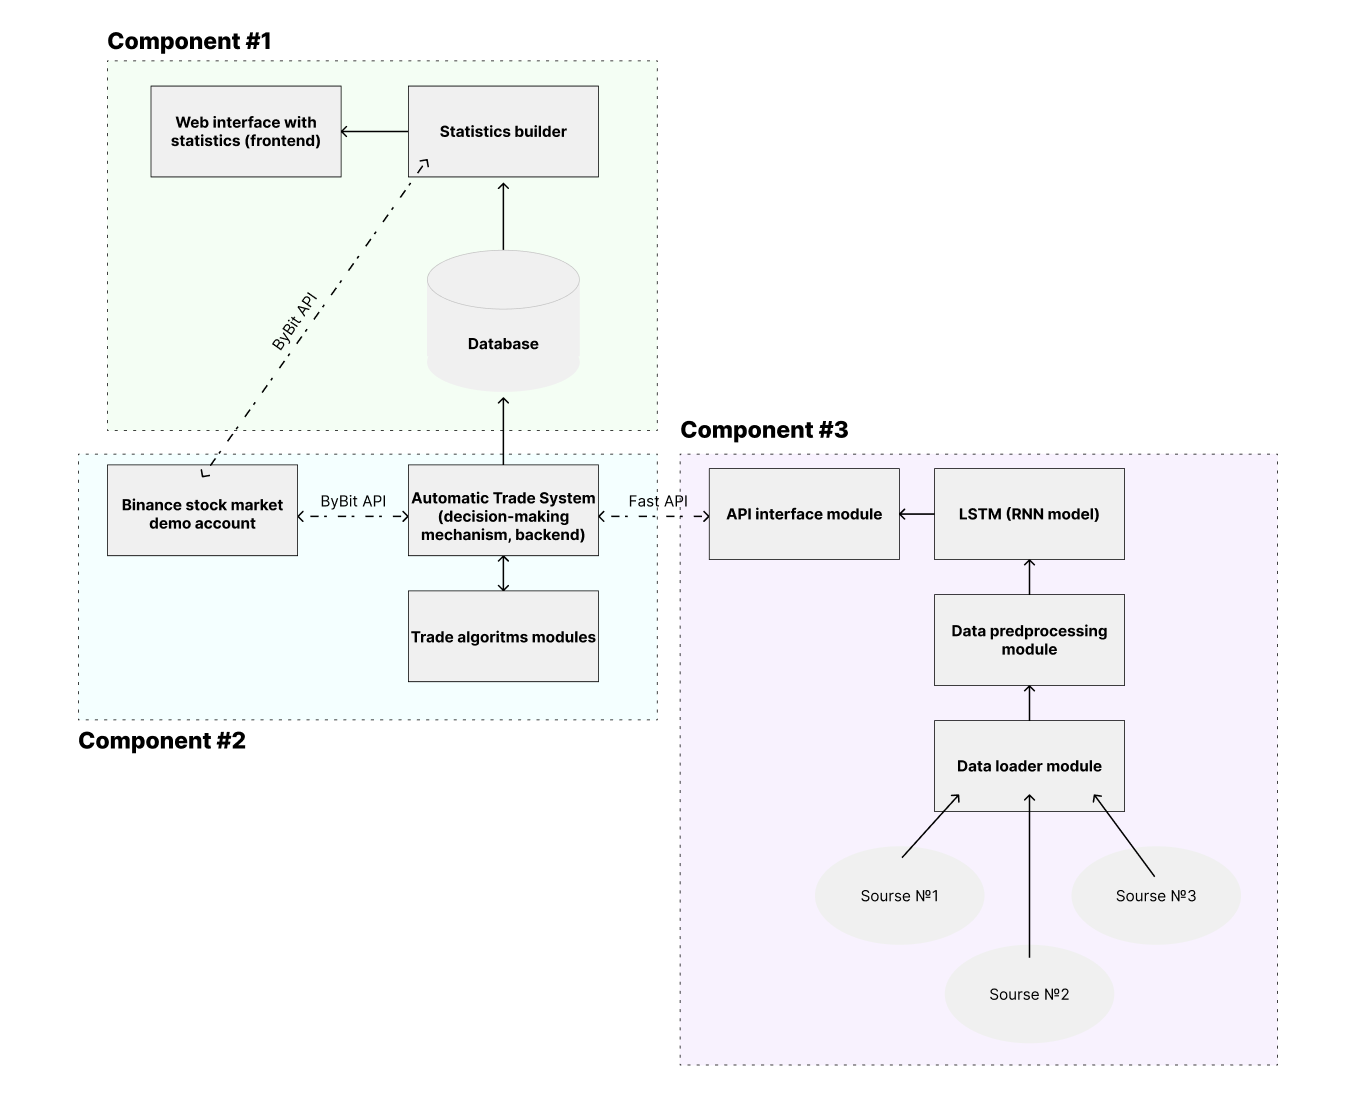 Component #1
Web interface with
statistics (frontend)
Statistics builder
ByBit API
Database
Component #3
Binance stock market
demo account
ByBit API
Automatic Trade System
(decision-making
mechanism, backend)
Fast API
API interface module
LSTM (RNN model)
Trade algoritms modules
Data predprocessing
module
Component #2
Data loader module
Sourse №1
Sourse №3
Sourse №2